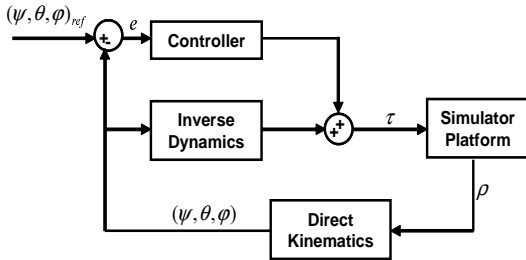 (ψ, θ, φ)ref
e
+
-
Controller
Inverse
Dynamics
+
+
τ
Simulator
Platform
ρ
(ψ, θ, φ)
Direct
Kinematics